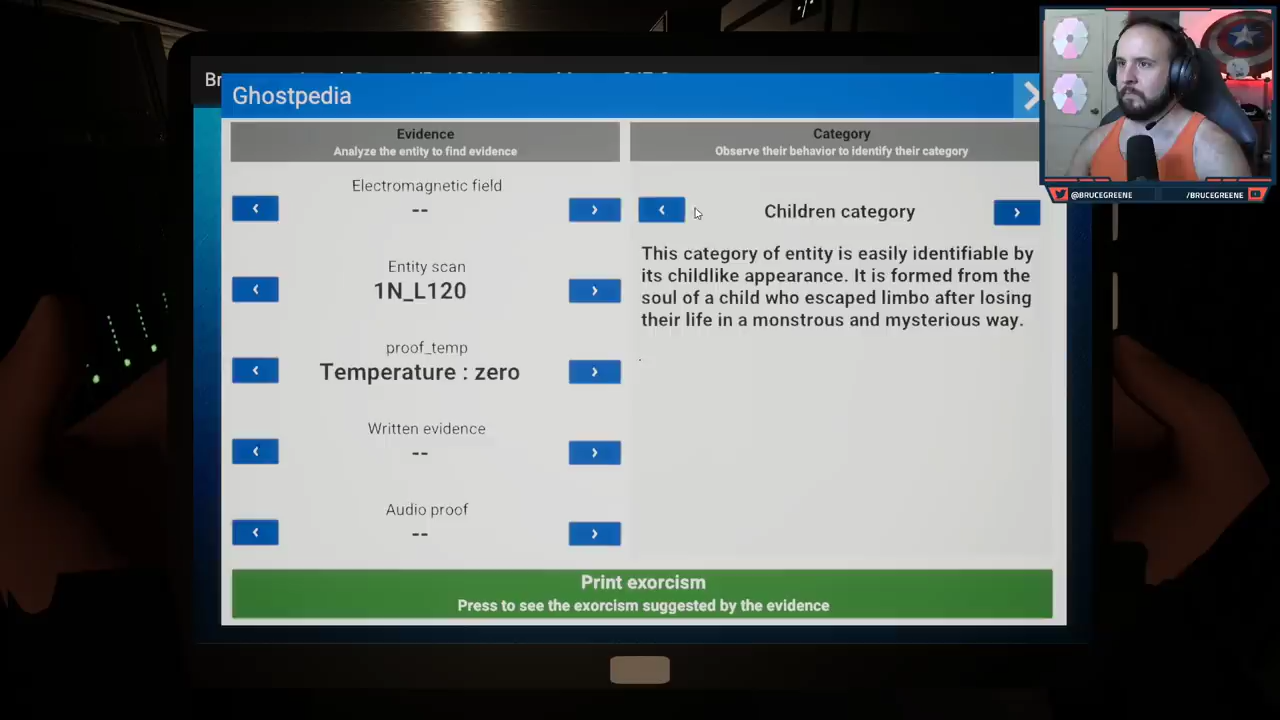 Br
Ghostpedia
Evidence
Analyze the entity to find evidence
Category
Observe their behavior to identify their category
Electromagnetic field
--
Entity scan
1N_L120
proof_temp
Temperature : zero
Written evidence
--
Audio proof
--
Children category
This category of entity is easily identifiable by
its childlike appearance. It is formed from the
soul of a child who escaped limbo after losing
their life in a monstrous and mysterious way.
.
Print exorcism
Press to see the exorcism suggested by the evidence
@BRUCEGREENE
/BRUCEGREENE